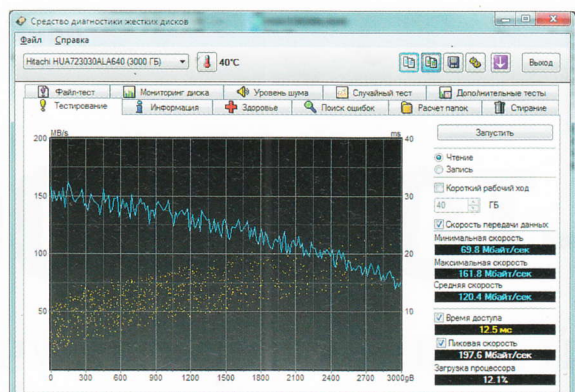 Средство диагностики жестких дисков
Файл Справка
Hitachi HUA723030ALA640 (3000 ГБ) 40°C Выход
Файл-тест Мониторинг диска Уровень шума Случайный тест Дополнительные тесты
Тестирование Информация Здоровье Поиск ошибок Расчет папок Стирание
200 MB/s ms 40
150 30
100 20
50 10
0 300 600 900 1200 1500 1800 2100 2400 2700 3000gB
Запустить
Чтение
Запись
Короткий рабочий ход
40 ГБ
Скорость передачи данных
Минимальная скорость
69.8 Мбайт/сек
Максимальная скорость
161.8 Мбайт/сек
Средняя скорость
120.4 Мбайт/сек
Время доступа
12.5 мс
Пиковая скорость
197.6 Мбайт/сек
Загрузка процессора
12.1%